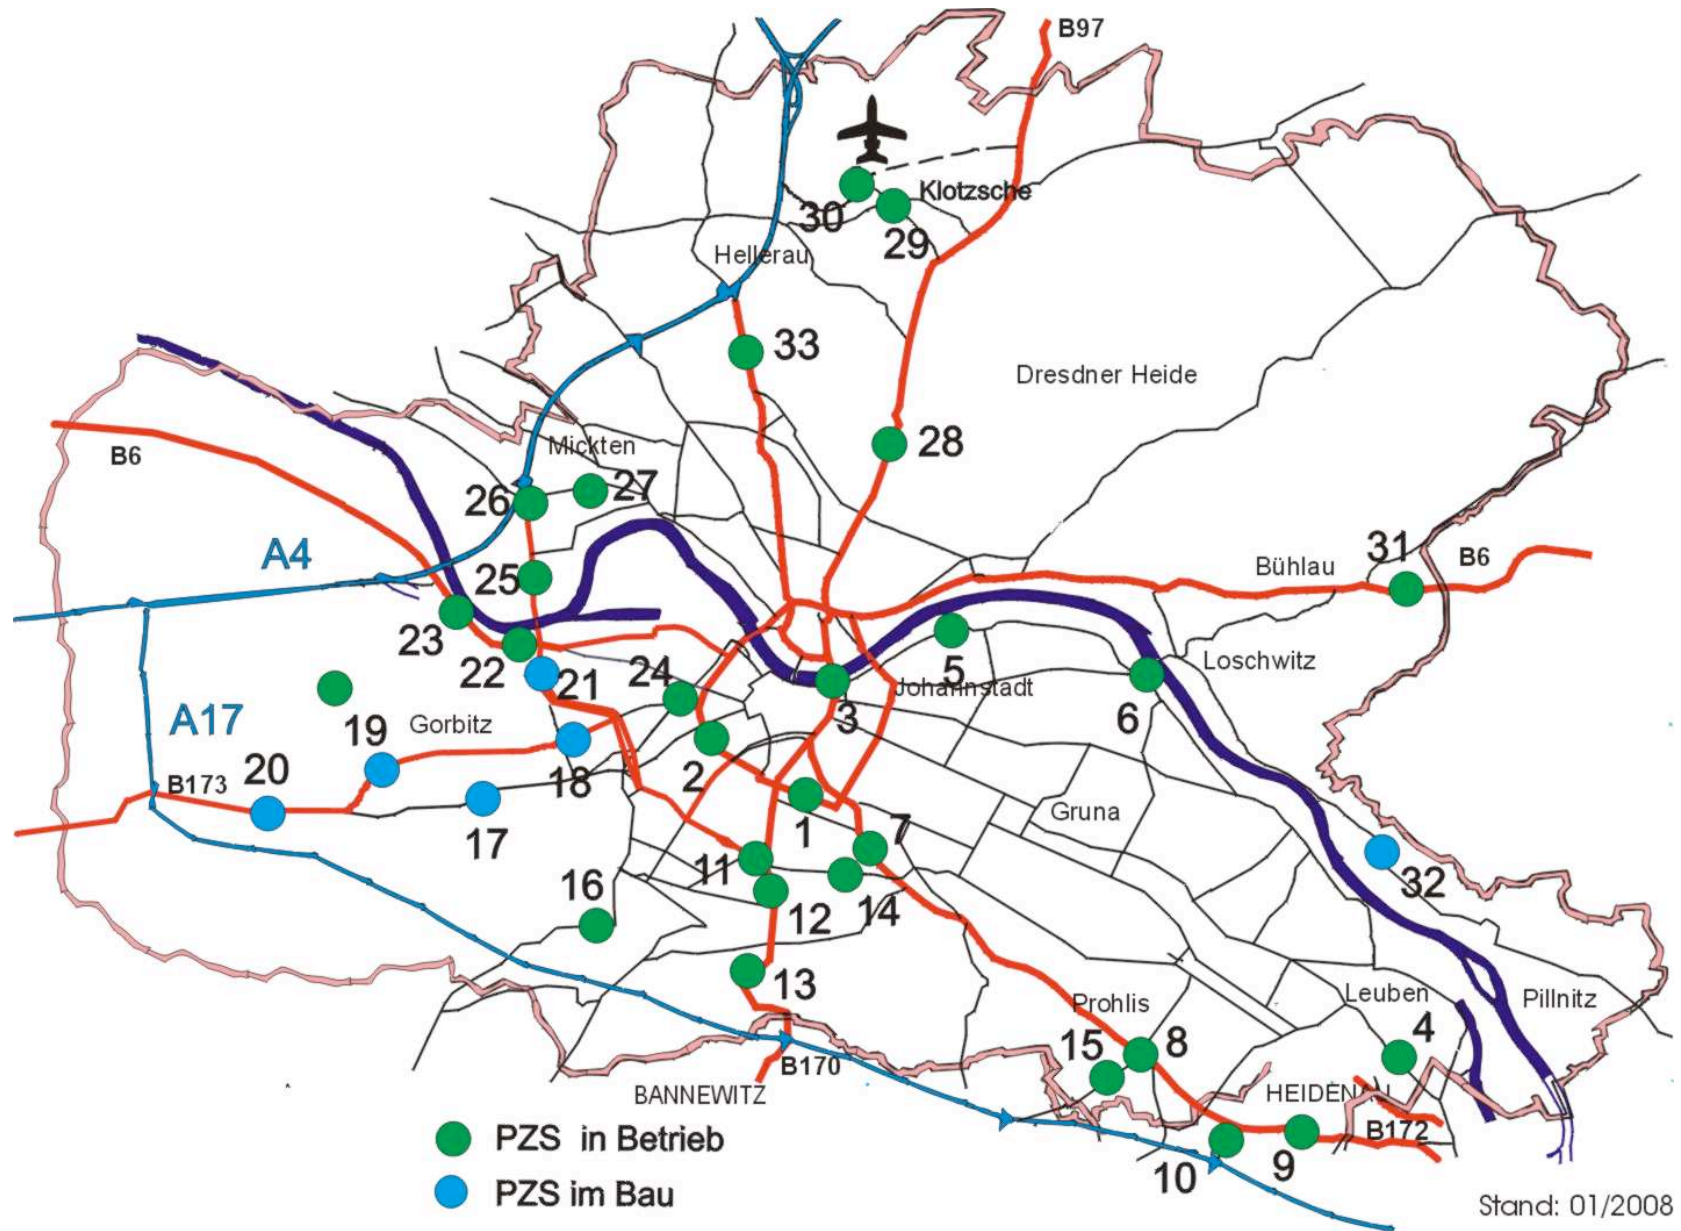 B97
Klotzsche
30
29
Hellerau
33
Dresdner Heide
B6
Mickten
28
26
27
A4
31
B6
Bühlau
25
23
22
21
24
5
Loschwitz
Johannstadt
3
6
A17
19
Gorbitz
20
B173
18
2
17
1
7
Gruna
11
16
12
14
32
13
Prohlis
Leuben
Pillnitz
15
8
4
B170
BANNEWITZ
HEIDENAU
B172
10
9
PZS in Betrieb
PZS im Bau
Stand: 01/2008